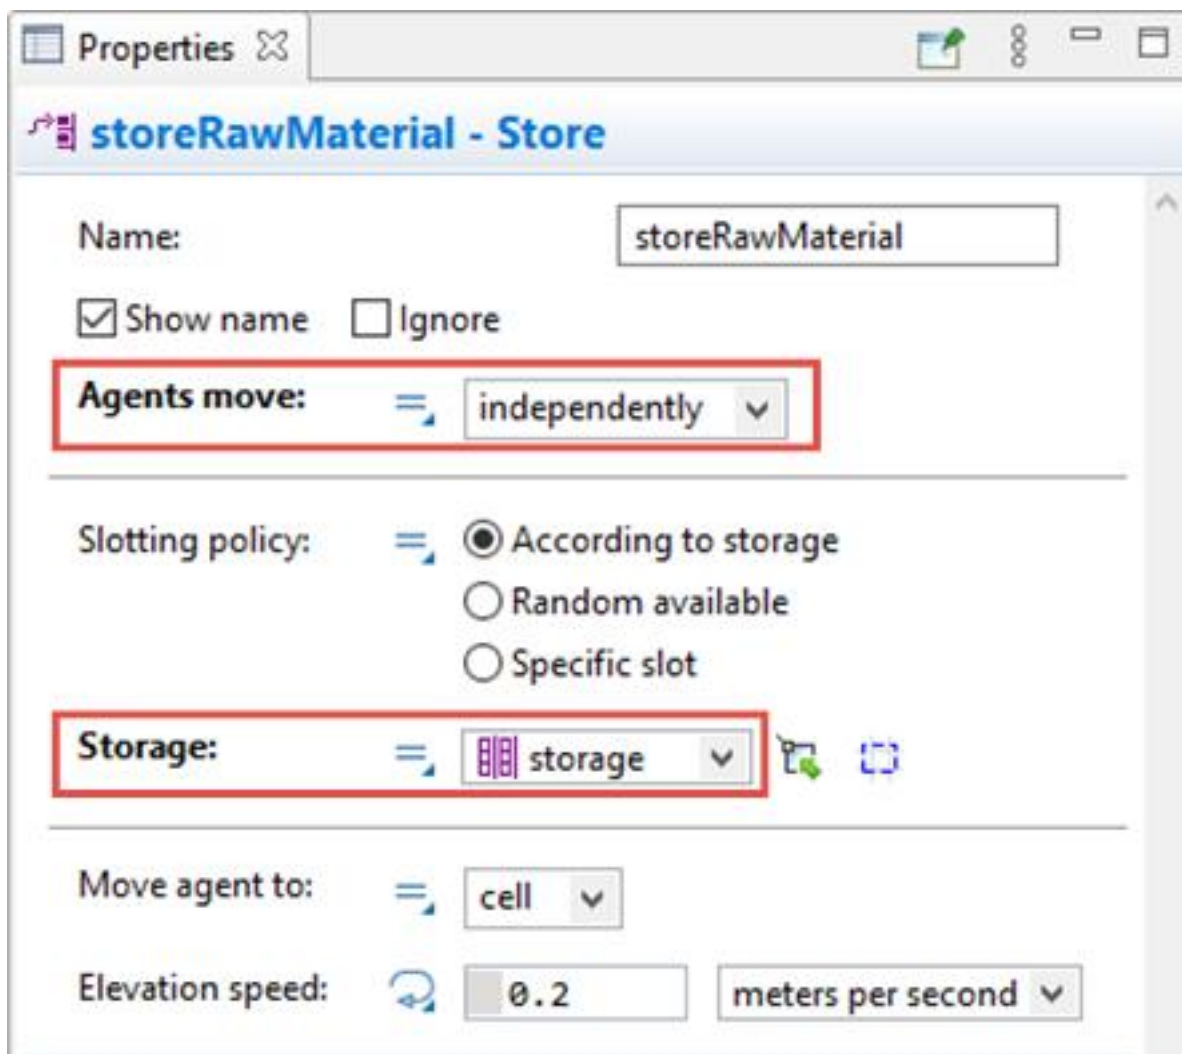 Properties
storeRawMaterial - Store
Name: storeRawMaterial
Show name Ignore
Agents move: independently
Slotting policy: According to storage
Random available
Specific slot
Storage: storage
Move agent to: cell
Elevation speed: 0.2 meters per second